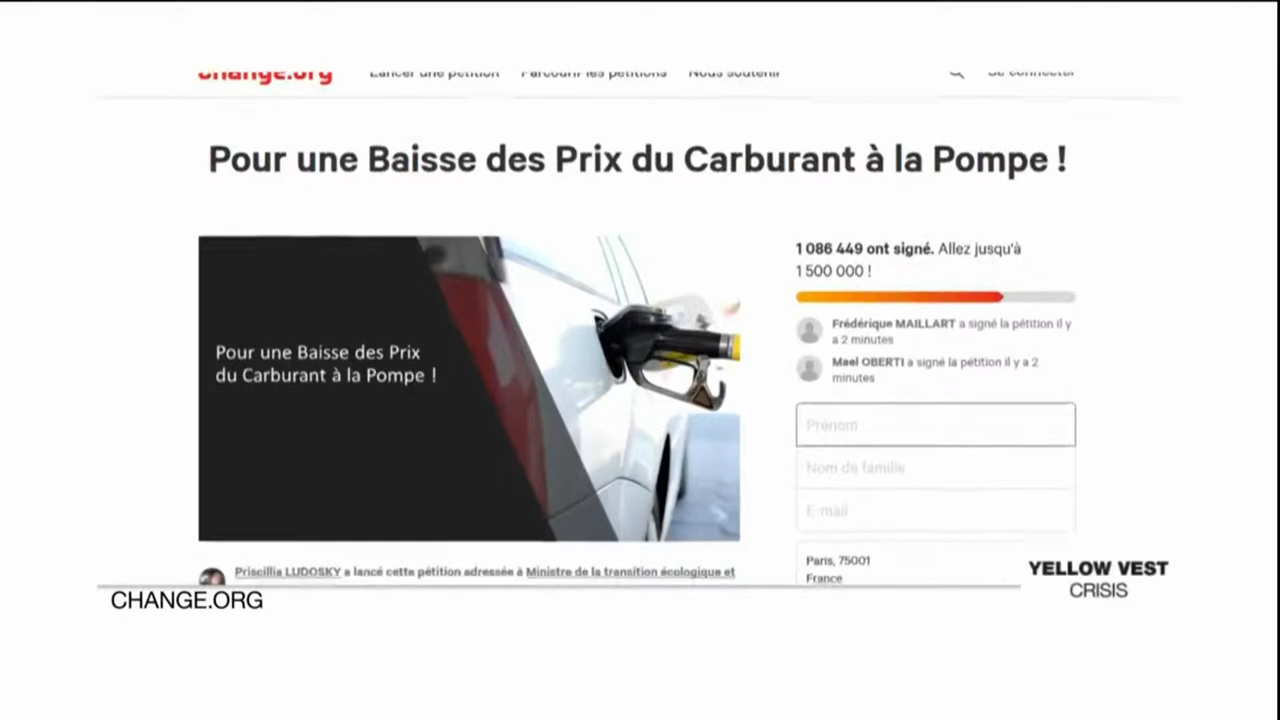 change.org Lancer une pétition Parcourir les pétitions Nous soutenir Se connecter
Pour une Baisse des Prix du Carburant à la Pompe !
Pour une Baisse des Prix
du Carburant à la Pompe !
1 086 449 ont signé. Allez jusqu'à
1 500 000 !
Frédérique MAILLART a signé la pétition il y
a 2 minutes
Mael OBERTI a signé la pétition il y a 2
minutes
Prénom
Nom de famille
E-mail
Paris, 75001
France
Priscillia LUDOSKY a lancé cette pétition adressée à Ministre de la transition écologique et
CHANGE.ORG
YELLOW VEST
CRISIS